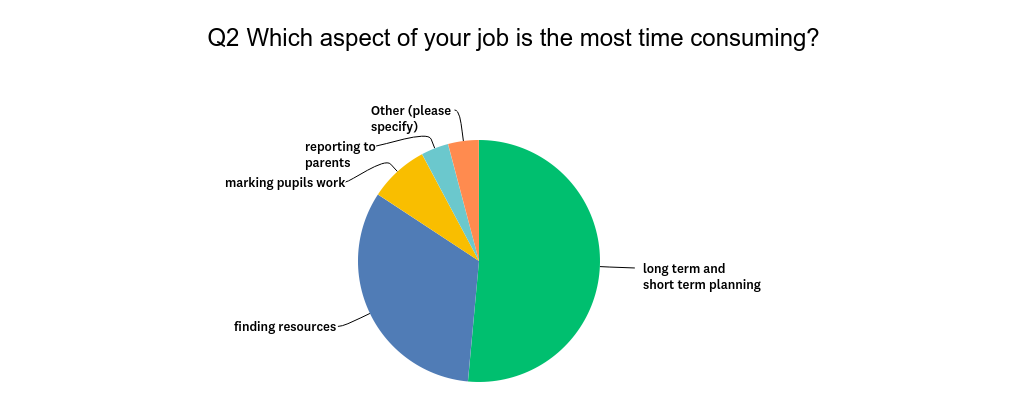 Q2 Which aspect of your job is the most time consuming?
Other (please
specify)
reporting to
parents
marking pupils work
long term and
short term planning
finding resources